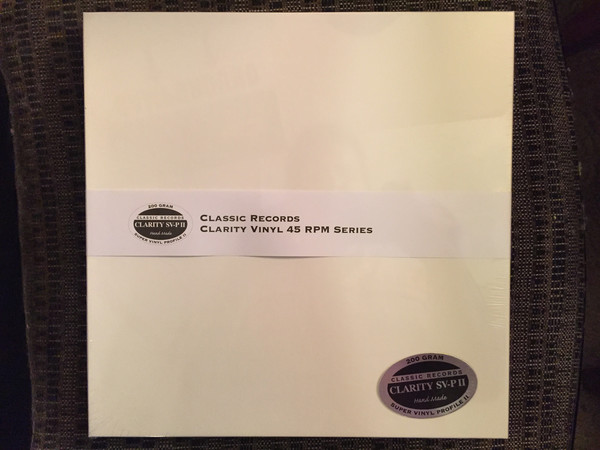 200 GRAM
CLASSIC RECORDS
CLARITY SV-P II
Hand-Made
SUPER VINYL PROFILE II
CLASSIC RECORDS
CLARITY VINYL 45 RPM SERIES
200 GRAM
CLASSIC RECORDS
CLARITY SV-P II
Hand-Made
SUPER VINYL PROFILE II